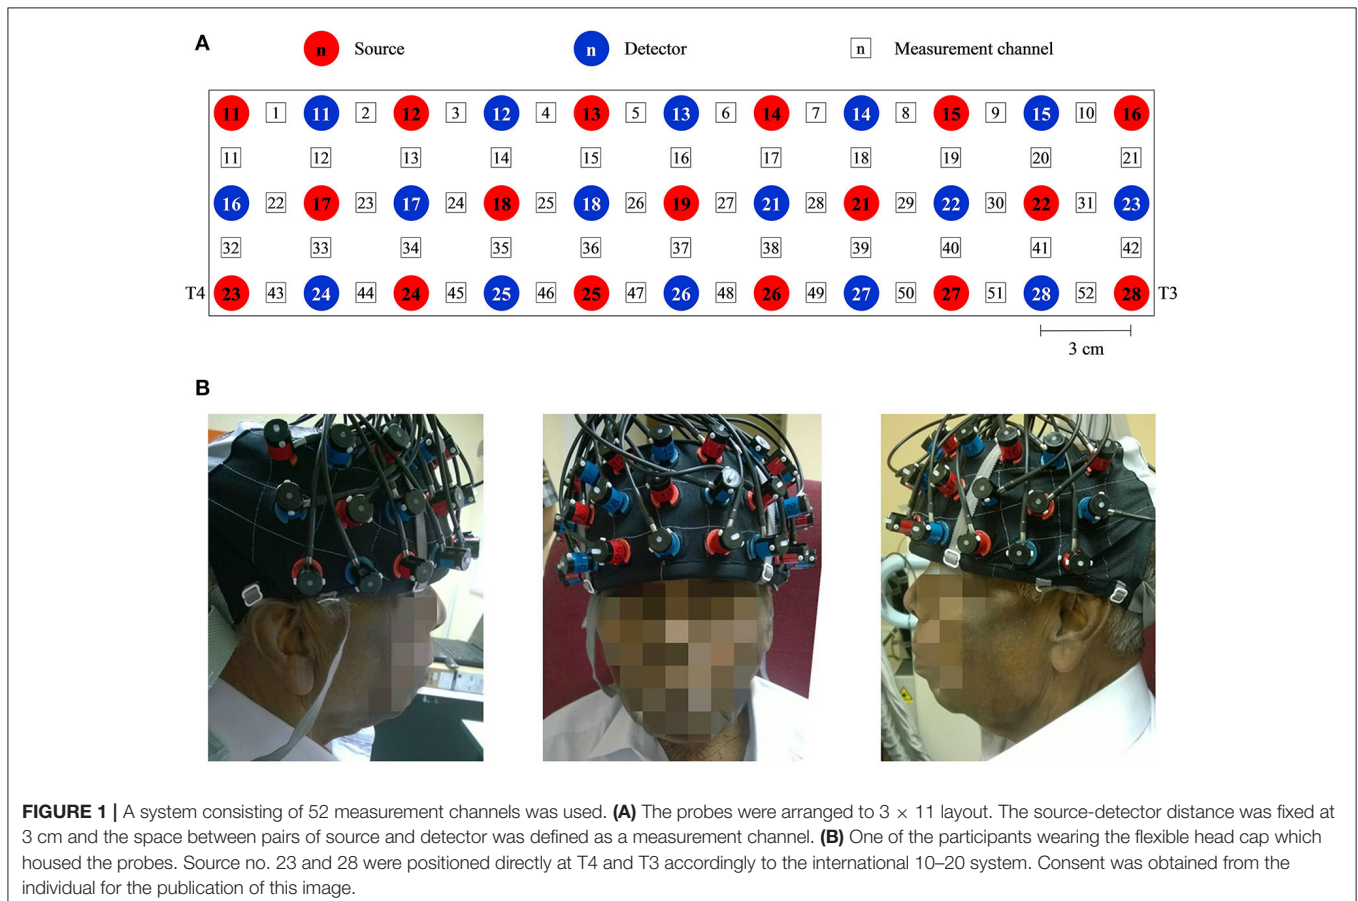 A
n Source n Detector n Measurement channel
11 1 11 2 12 3 12 4 13 5 13 6 14 7 14 8 15 9 15 10 16
11 12 13 14 15 16 17 18 19 20 21
16 22 17 23 17 24 18 25 18 26 19 27 21 28 21 29 22 30 22 31 23
32 33 34 35 36 37 38 39 40 41 42
T4 23 43 24 44 24 45 25 46 25 47 26 48 26 49 27 50 27 51 28 52 28 T3
3 cm
B
FIGURE 1 | A system consisting of 52 measurement channels was used. (A) The probes were arranged to 3 × 11 layout. The source-detector distance was fixed at
3 cm and the space between pairs of source and detector was defined as a measurement channel. (B) One of the participants wearing the flexible head cap which
housed the probes. Source no. 23 and 28 were positioned directly at T4 and T3 accordingly to the international 10–20 system. Consent was obtained from the
individual for the publication of this image.